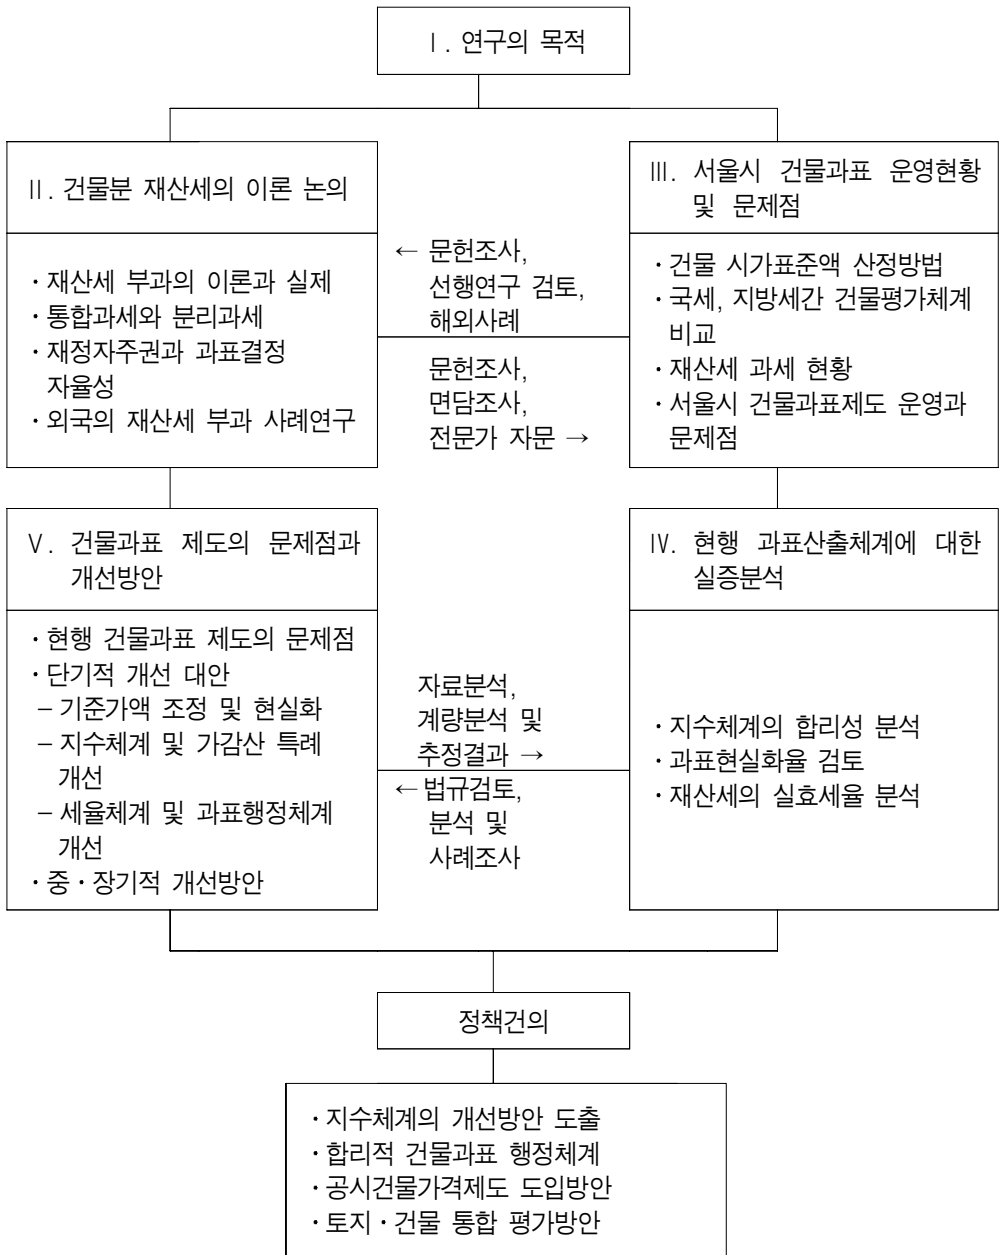 Ⅰ. 연구의 목적
Ⅱ. 건물분 재산세의 이론 논의
· 재산세 부과의 이론과 실제
· 통합과세와 분리과세
· 재정자주권과 과표결정
자율성
· 외국의 재산세 부과 사례연구
← 문헌조사,
선행연구 검토,
해외사례
문헌조사,
면담조사,
전문가 자문 →
Ⅲ. 서울시 건물과표 운영현황
및 문제점
· 건물 시가표준액 산정방법
· 국세, 지방세간 건물평가체계
비교
· 재산세 과세 현황
· 서울시 건물과표제도 운영과
문제점
Ⅴ. 건물과표 제도의 문제점과
개선방안
· 현행 건물과표 제도의 문제점
· 단기적 개선 대안
– 기준가액 조정 및 현실화
– 지수체계 및 가감산 특례
개선
– 세율체계 및 과표행정체계
개선
· 중 · 장기적 개선방안
자료분석,
계량분석 및
추정결과 →
← 법규검토,
분석 및
사례조사
Ⅳ. 현행 과표산출체계에 대한
실증분석
· 지수체계의 합리성 분석
· 과표현실화율 검토
· 재산세의 실효세율 분석
정책건의
· 지수체계의 개선방안 도출
· 합리적 건물과표 행정체계
· 공시건물가격제도 도입방안
· 토지 · 건물 통합 평가방안